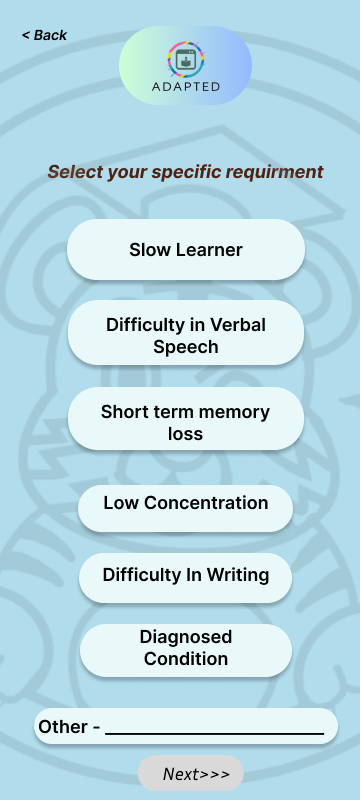 < Back
ADAPTED
Select your specific requirment
Slow Learner
Difficulty in Verbal
Speech
Short term memory
loss
Low Concentration
Difficulty In Writing
Diagnosed
Condition
Other - ______________________
Next>>>